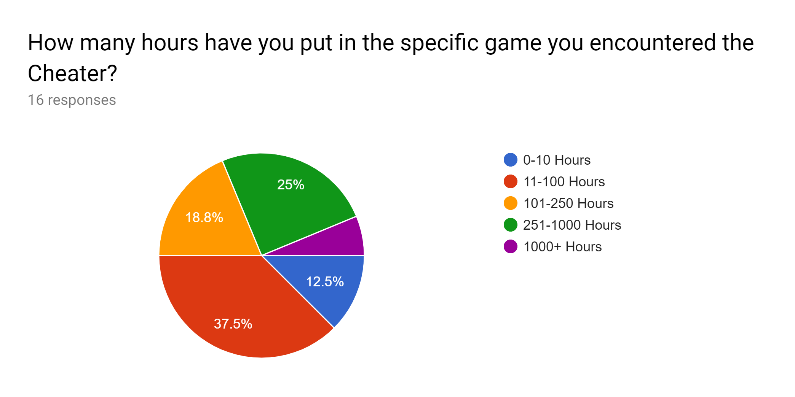 How many hours have you put in the specific game you encountered the
Cheater?
16 responses
25%
18.8%
12.5%
37.5%
0-10 Hours
11-100 Hours
101-250 Hours
251-1000 Hours
1000+ Hours